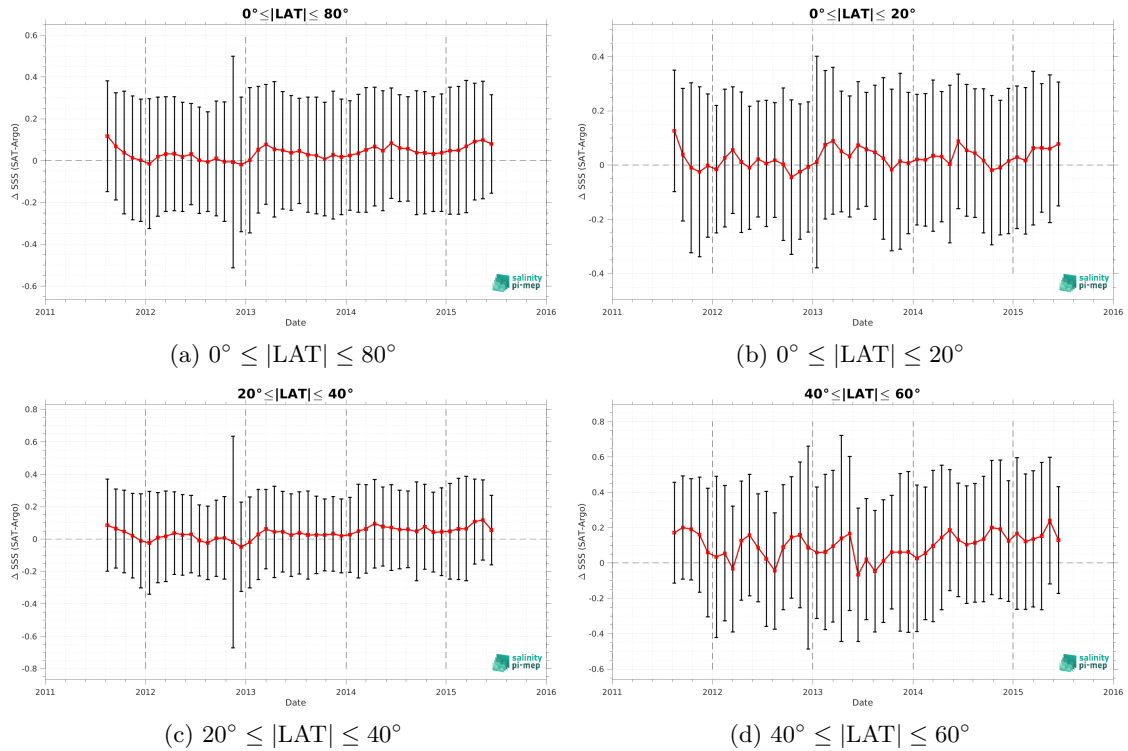 0°≤|LAT|≤ 80°
Δ SSS (SAT-Argo)
0.6
0.4
0.2
0
-0.2
-0.4
-0.6
2011 2012 2013 2014 2015 2016
Date
salinity
pi-mep
(a) 0° ≤ |LAT| ≤ 80°
0°≤|LAT|≤ 20°
Δ SSS (SAT-Argo)
0.4
0.2
0
-0.2
-0.4
2011 2012 2013 2014 2015 2016
Date
salinity
pi-mep
(b) 0° ≤ |LAT| ≤ 20°
20°≤|LAT|≤ 40°
Δ SSS (SAT-Argo)
0.8
0.6
0.4
0.2
0
-0.2
-0.4
-0.6
-0.8
2011 2012 2013 2014 2015 2016
Date
salinity
pi-mep
(c) 20° ≤ |LAT| ≤ 40°
40°≤|LAT|≤ 60°
Δ SSS (SAT-Argo)
0.8
0.6
0.4
0.2
0
-0.2
-0.4
-0.6
2011 2012 2013 2014 2015 2016
Date
salinity
pi-mep
(d) 40° ≤ |LAT| ≤ 60°